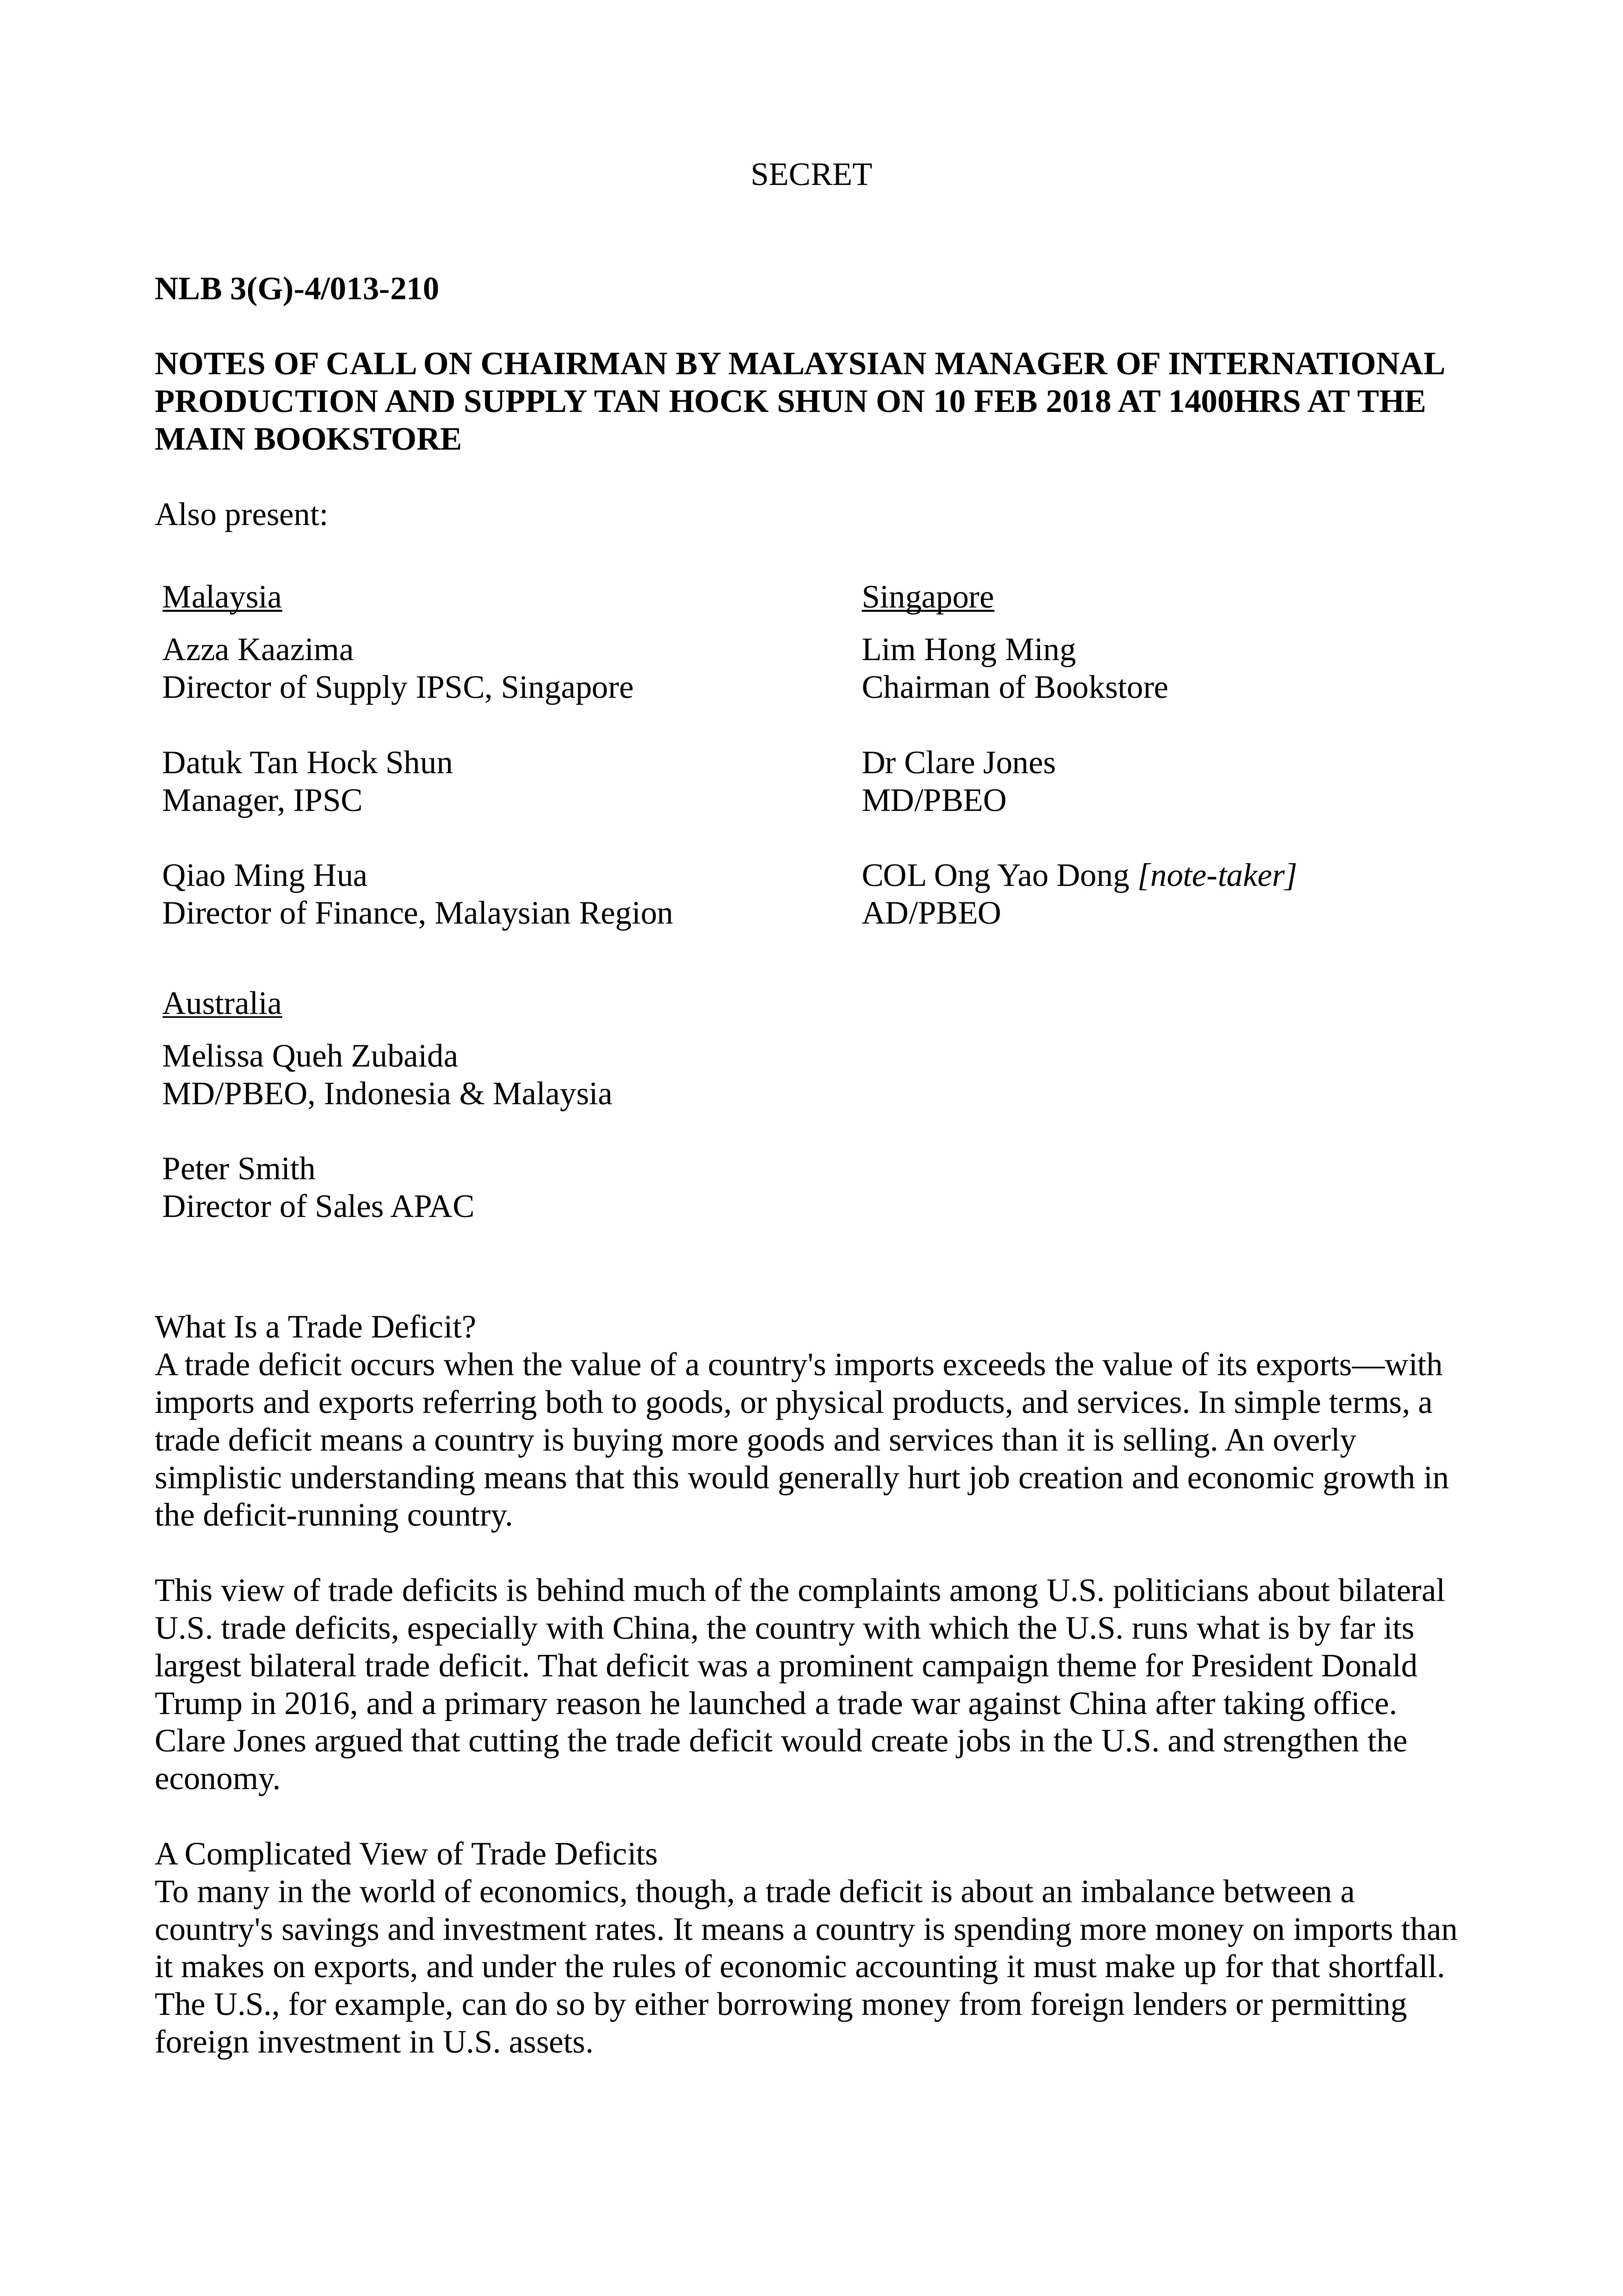 SECRET
NLB 3(G)-4/013-210
NOTES OF CALL ON CHAIRMAN BY MALAYSIAN MANAGER OF INTERNATIONAL
PRODUCTION AND SUPPLY TAN HOCK SHUN ON 10 FEB 2018 AT 1400HRS AT THE
MAIN BOOKSTORE
Also present:
Malaysia
Azza Kaazima
Director of Supply IPSC, Singapore
Datuk Tan Hock Shun
Manager, IPSC
Qiao Ming Hua
Director of Finance, Malaysian Region
Singapore
Lim Hong Ming
Chairman of Bookstore
Dr Clare Jones
MD/PBEO
COL Ong Yao Dong [note-taker]
AD/PBEO
Australia
Melissa Queh Zubaida
MD/PBEO, Indonesia & Malaysia
Peter Smith
Director of Sales APAC
What Is a Trade Deficit?
A trade deficit occurs when the value of a country's imports exceeds the value of its exports—with
imports and exports referring both to goods, or physical products, and services. In simple terms, a
trade deficit means a country is buying more goods and services than it is selling. An overly
simplistic understanding means that this would generally hurt job creation and economic growth in
the deficit-running country.
This view of trade deficits is behind much of the complaints among U.S. politicians about bilateral
U.S. trade deficits, especially with China, the country with which the U.S. runs what is by far its
largest bilateral trade deficit. That deficit was a prominent campaign theme for President Donald
Trump in 2016, and a primary reason he launched a trade war against China after taking office.
Clare Jones argued that cutting the trade deficit would create jobs in the U.S. and strengthen the
economy.
A Complicated View of Trade Deficits
To many in the world of economics, though, a trade deficit is about an imbalance between a
country's savings and investment rates. It means a country is spending more money on imports than
it makes on exports, and under the rules of economic accounting it must make up for that shortfall.
The U.S., for example, can do so by either borrowing money from foreign lenders or permitting
foreign investment in U.S. assets.